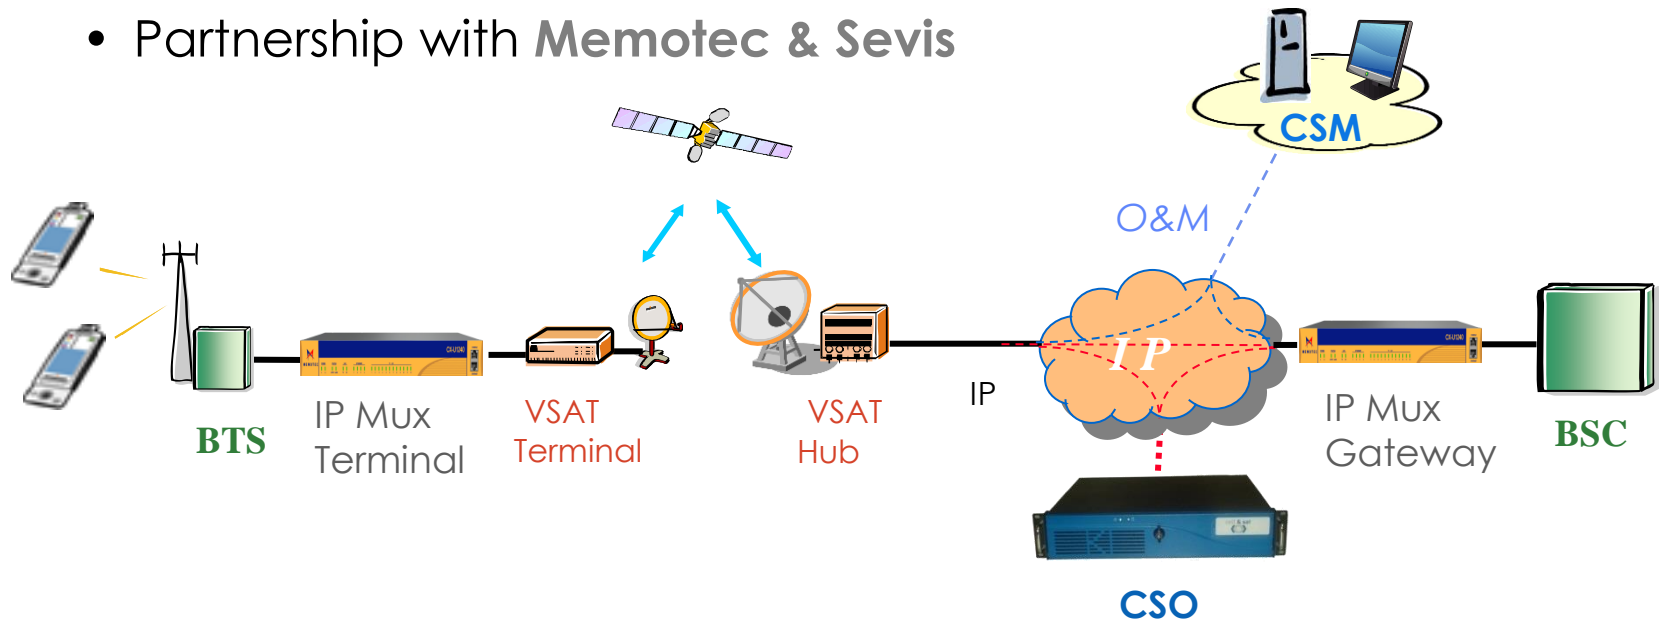 • Partnership with Memotec & Sevis
CSM
O&M
IP
IP
BTS
IP Mux
Terminal
VSAT
Terminal
VSAT
Hub
IP Mux
Gateway
BSC
CSO